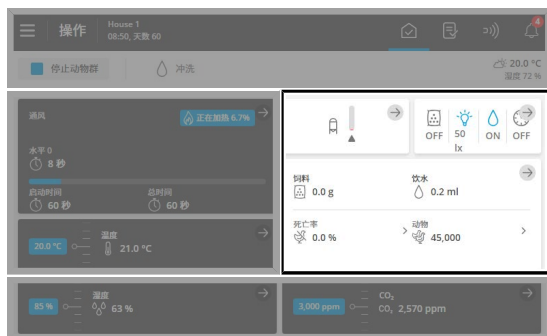 操作
House 1
08:50, 天数 60
4
停止动物群
冲洗
20.0 °C
湿度 72 %
通风
正在加热 6.7%
水平 0
8 秒
启动时间
总时间
60 秒
60 秒
OFF
50 lx
ON
OFF
饲料
饮水
0.0 g
0.2 ml
死亡率
动物
0.0 %
45,000
20.0 °C
温度
21.0 °C
85 %
湿度
63 %
3,000 ppm
CO₂
CO₂ 2,570 ppm